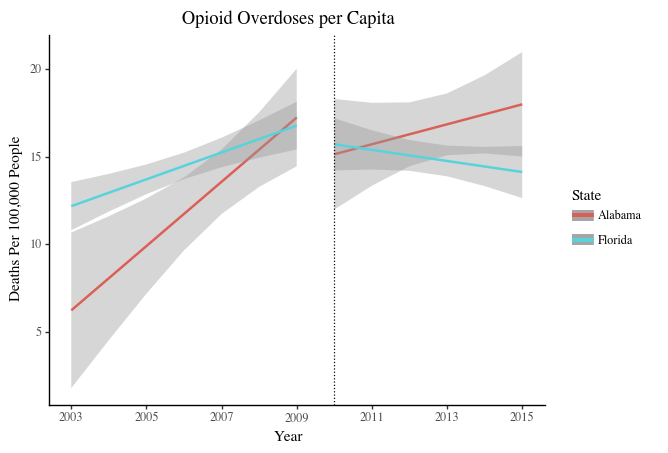 Opioid Overdoses per Capita
Deaths Per 100,000 People
20
15
10
5
2003 2005 2007 2009 2011 2013 2015
Year
State
Alabama
Florida